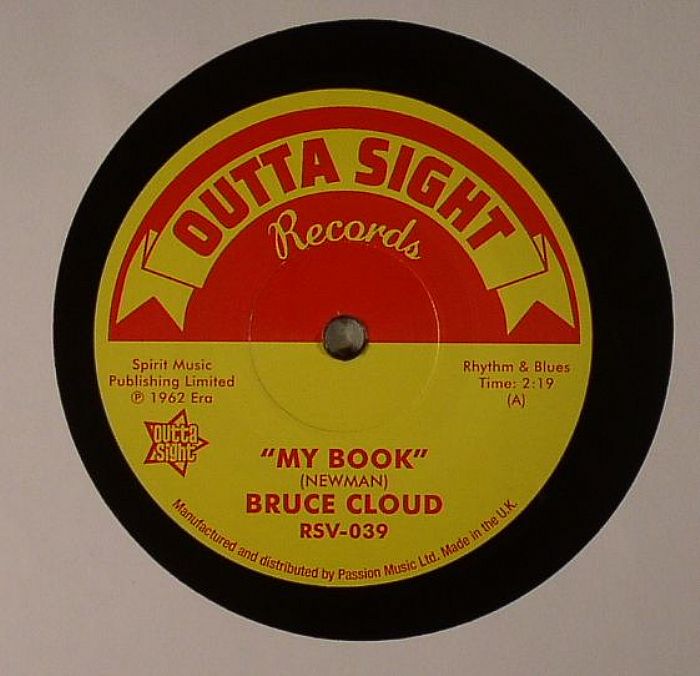 OUTTA SIGHT
Records
Spirit Music
Publishing Limited
℗ 1962 Era
Rhythm & Blues
Time: 2:19
(A)
outta
sight
"MY BOOK"
(NEWMAN)
BRUCE CLOUD
RSV-039
Manufactured and distributed by Passion Music Ltd. Made in the U.K.